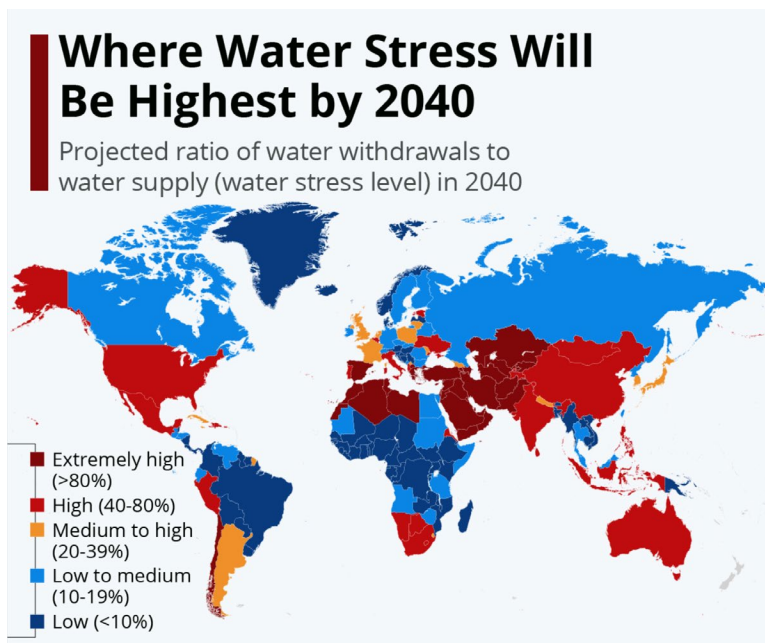 Where Water Stress Will
Be Highest by 2040
Projected ratio of water withdrawals to
water supply (water stress level) in 2040
Extremely high
(>80%)
High (40-80%)
Medium to high
(20-39%)
Low to medium
(10-19%)
Low (<10%)